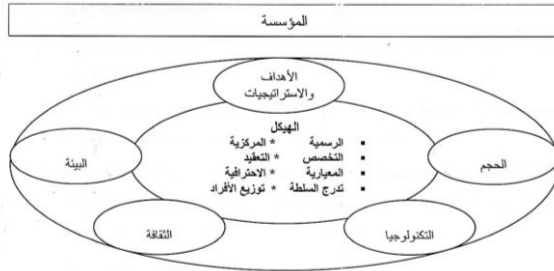 المؤسسة
الأهداف
والاستراتيجيات
الهيكل
▪ الرسمية * المركزية
▪ التخصص * التعقيد
▪ المعيارية * الاحترافية
▪ تدرج السلطة * توزيع الأفراد
الحجم
البيئة
التكنولوجيا
الثقافة